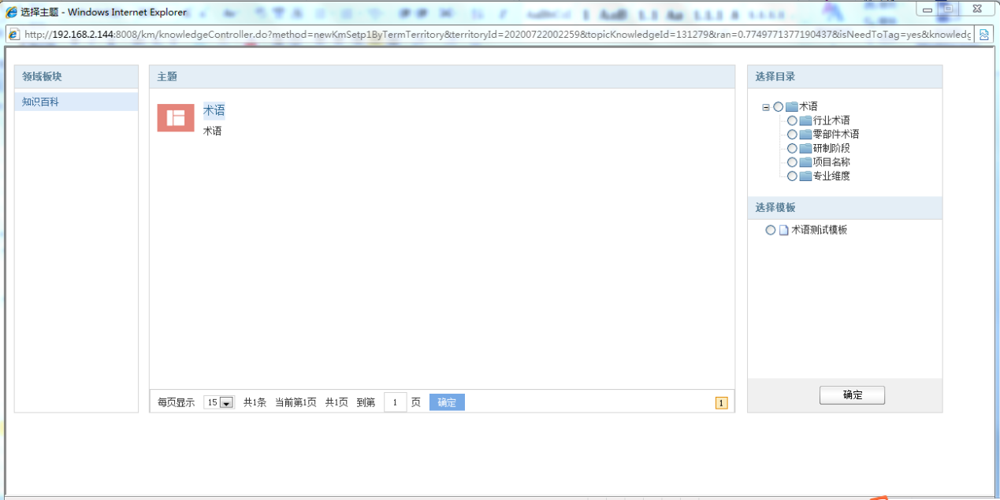 选择主题 - Windows Internet Explorer
http://192.168.2.144:8008/km/knowledgeController.do?method=newKmSetp1ByTermTerritory&territoryId=20200722002259&topicKnowledgeId=131279&ran=0.7749771377190437&isNeedToTag=yes&knowledg
领域板块
知识百科
主题
术语
术语
每页显示 15 共1条 当前第1页 共1页 到第 1 页 确定 1
选择目录
术语
行业术语
零部件术语
研制阶段
项目名称
专业维度
选择模板
术语测试模板
确定